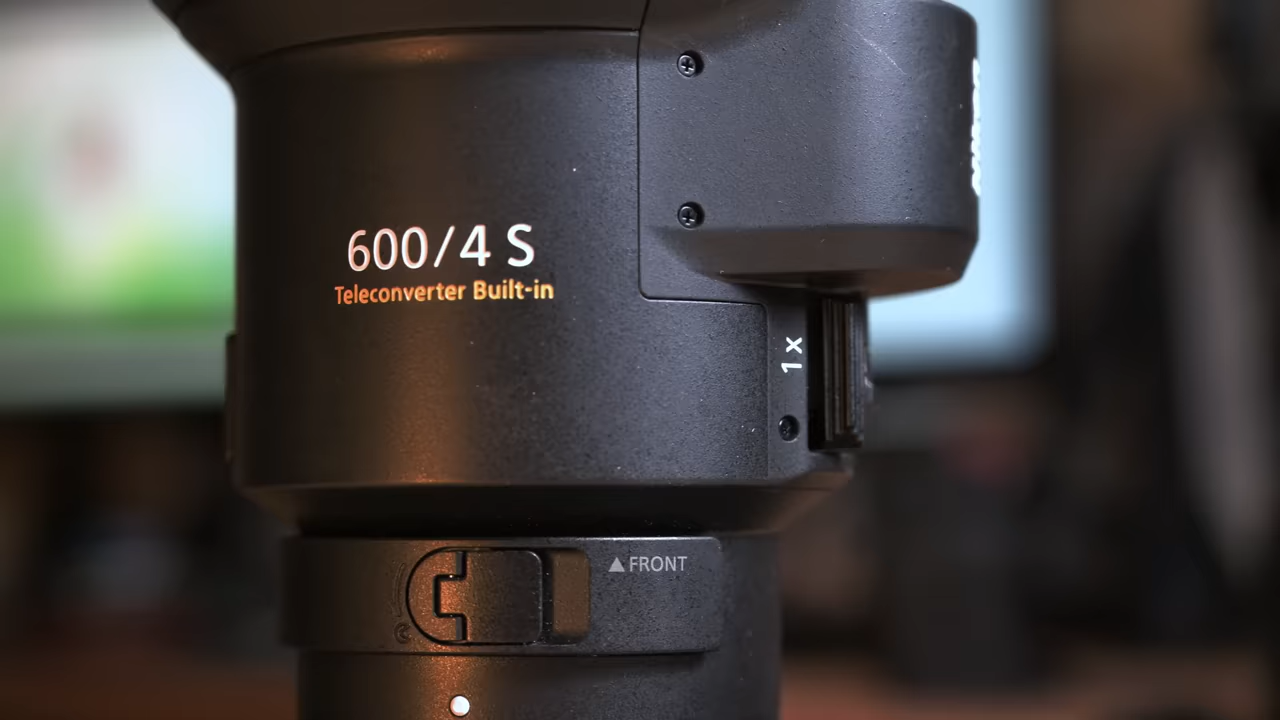 600/4 S
Teleconverter Built-in
1x
▲FRONT